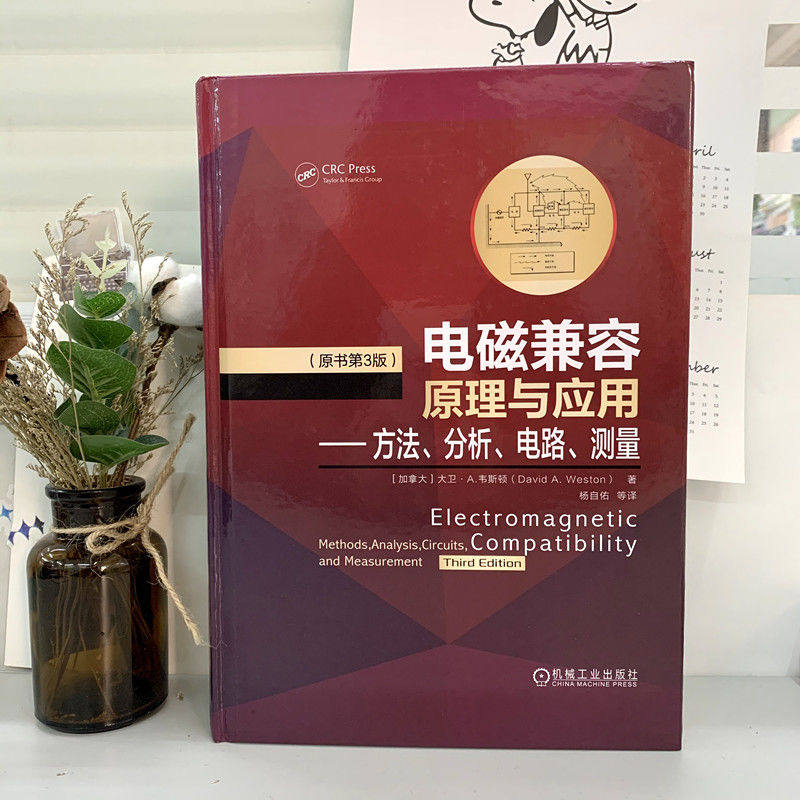 CRC
CRC Press
Taylor & Francis Group
(原书第3版)
电磁兼容
原理与应用
——方法、分析、电路、测量
[加拿大] 大卫·A.韦斯顿(David A. Weston) 著
杨自佑 等译
Electromagnetic
Methods,Analysis,Circuits, Compatibility
and Measurement Third Edition
机械工业出版社
CHINA MACHINE PRESS